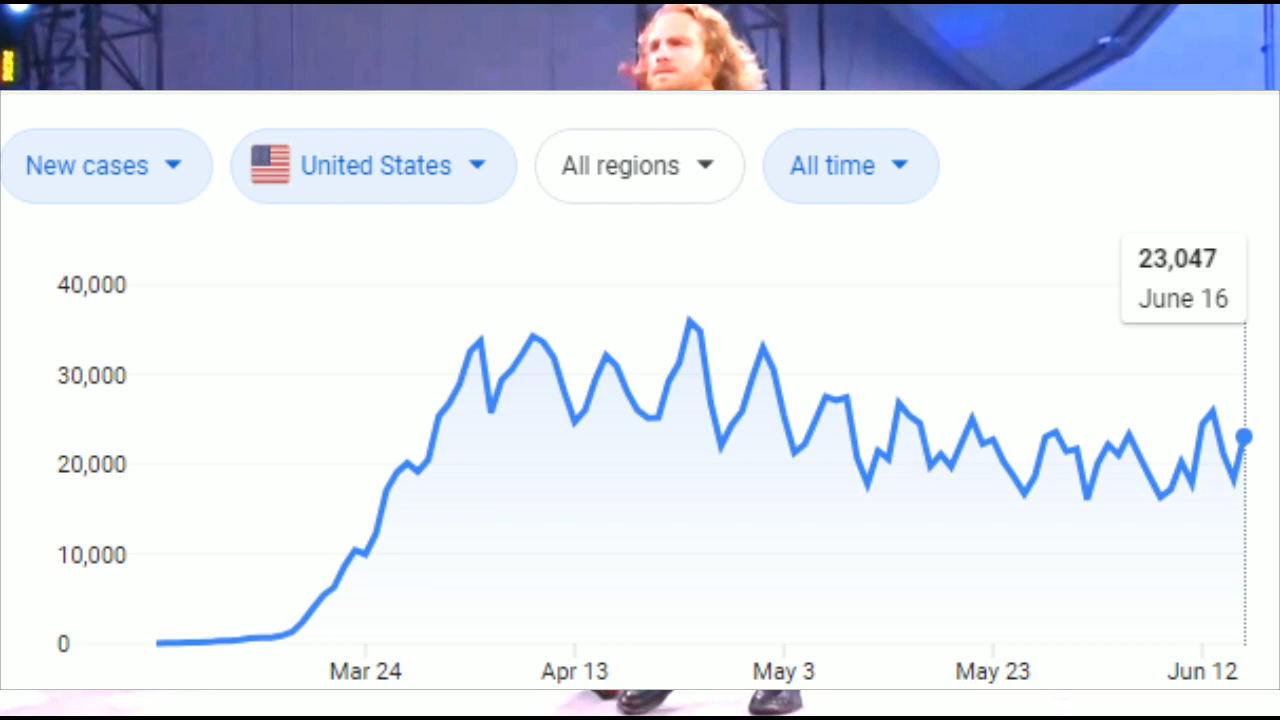 New cases United States All regions All time
23,047
June 16
40,000
30,000
20,000
10,000
0
Mar 24 Apr 13 May 3 May 23 Jun 12